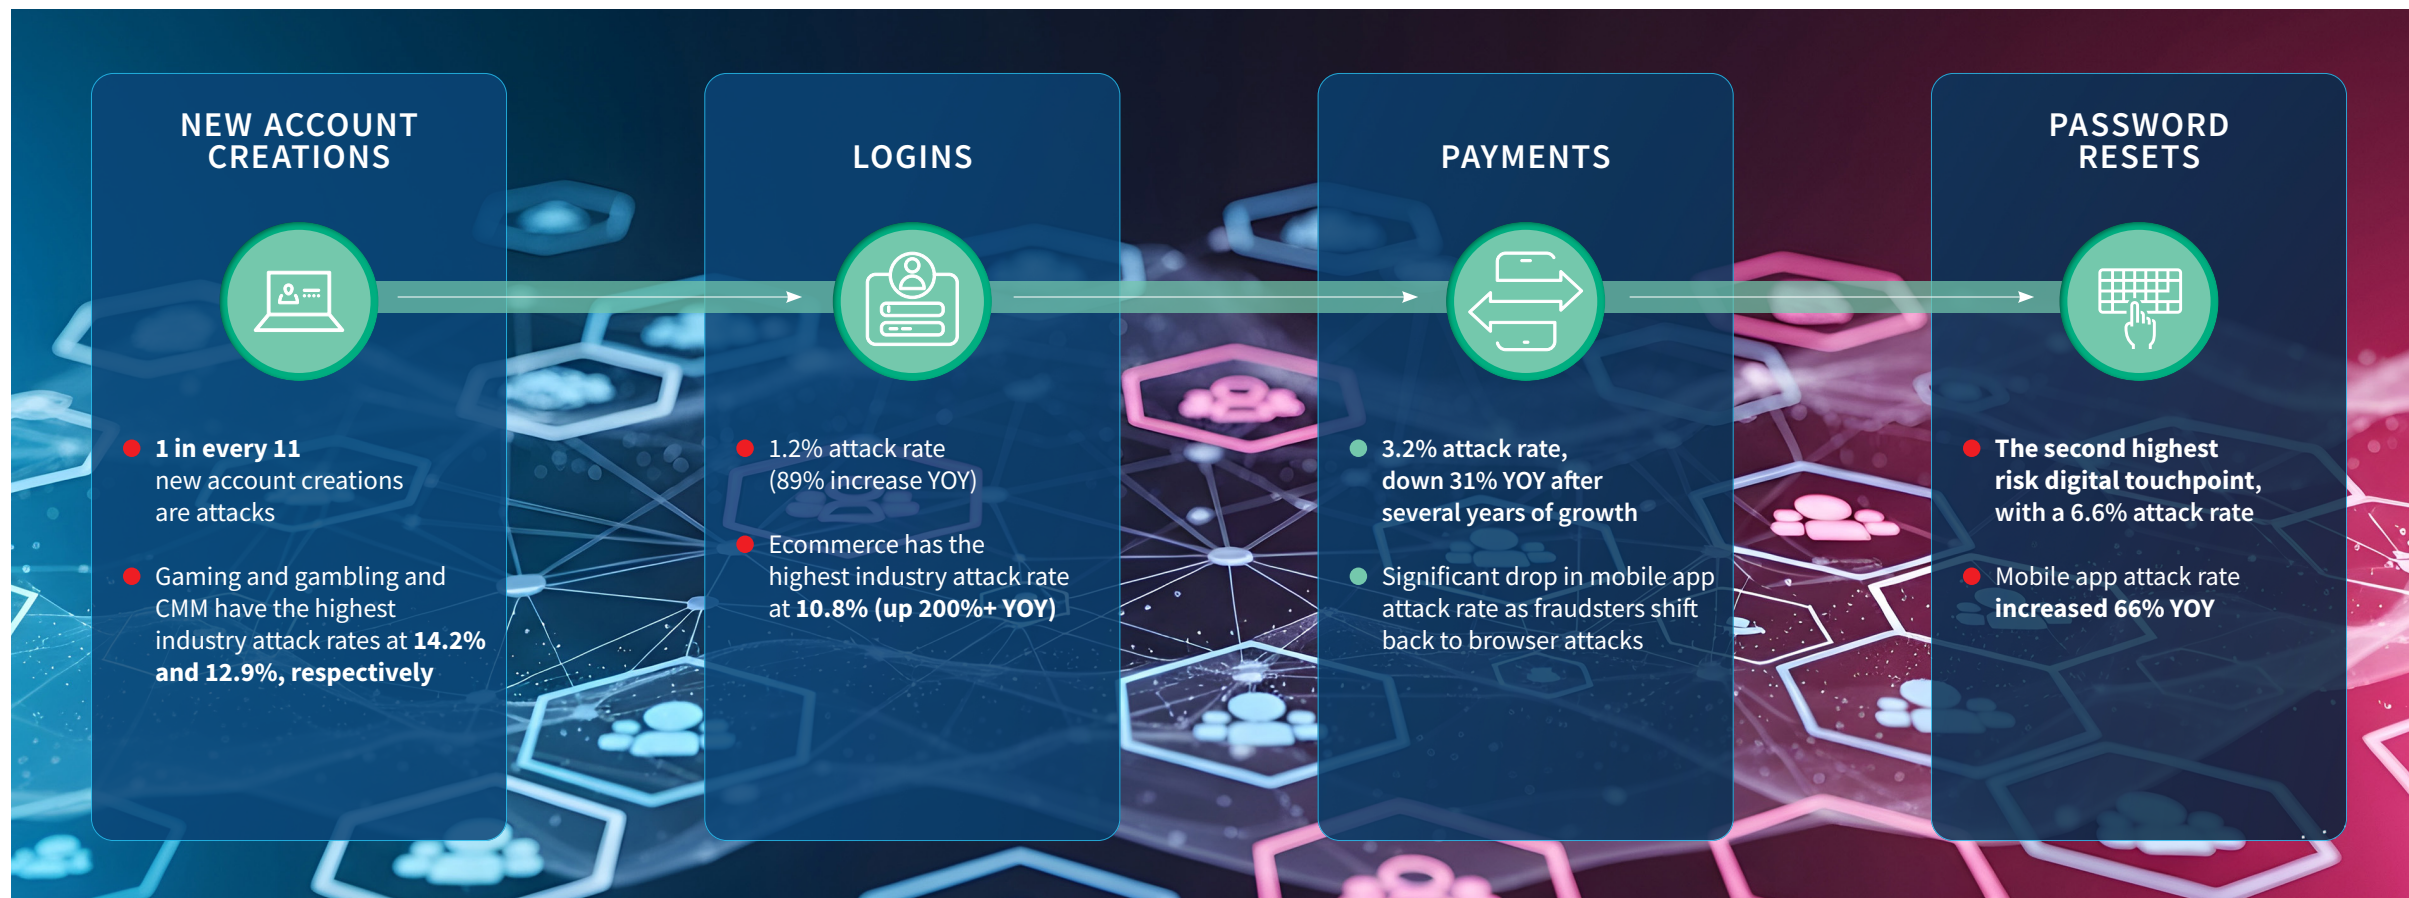 NEW ACCOUNT
CREATIONS
1 in every 11
new account creations
are attacks
Gaming and gambling and
CMM have the highest
industry attack rates at 14.2%
and 12.9%, respectively
LOGINS
1.2% attack rate
(89% increase YOY)
Ecommerce has the
highest industry attack rate
at 10.8% (up 200%+ YOY)
PAYMENTS
3.2% attack rate,
down 31% YOY after
several years of growth
Significant drop in mobile app
attack rate as fraudsters shift
back to browser attacks
PASSWORD
RESETS
The second highest
risk digital touchpoint,
with a 6.6% attack rate
Mobile app attack rate
increased 66% YOY